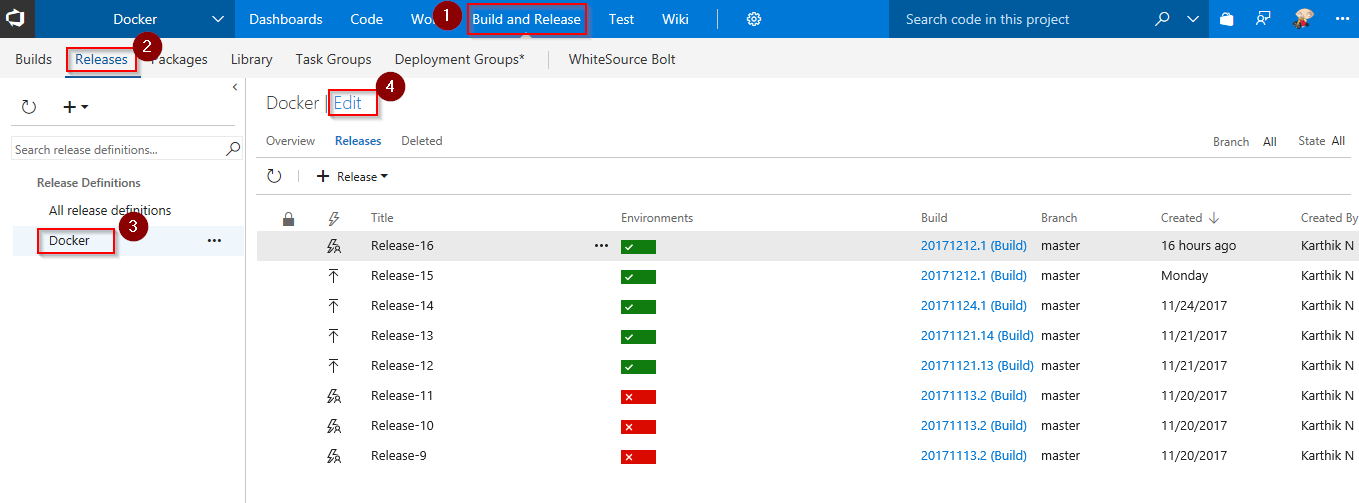 Docker Dashboards Code Wo 1 Build and Release Test Wiki Search code in this project
Builds Releases 2 Packages Library Task Groups Deployment Groups* WhiteSource Bolt
Docker | Edit 4
Overview Releases Deleted Branch All State All
Search release definitions...
Release
Release Definitions
All release definitions
Docker 3
Title Environments Build Branch Created Created By
Release-16 20171212.1 (Build) master 16 hours ago Karthik N
Release-15 20171212.1 (Build) master Monday Karthik N
Release-14 20171124.1 (Build) master 11/24/2017 Karthik N
Release-13 20171121.14 (Build) master 11/21/2017 Karthik N
Release-12 20171121.13 (Build) master 11/21/2017 Karthik N
Release-11 20171113.2 (Build) master 11/20/2017 Karthik N
Release-10 20171113.2 (Build) master 11/20/2017 Karthik N
Release-9 20171113.2 (Build) master 11/20/2017 Karthik N